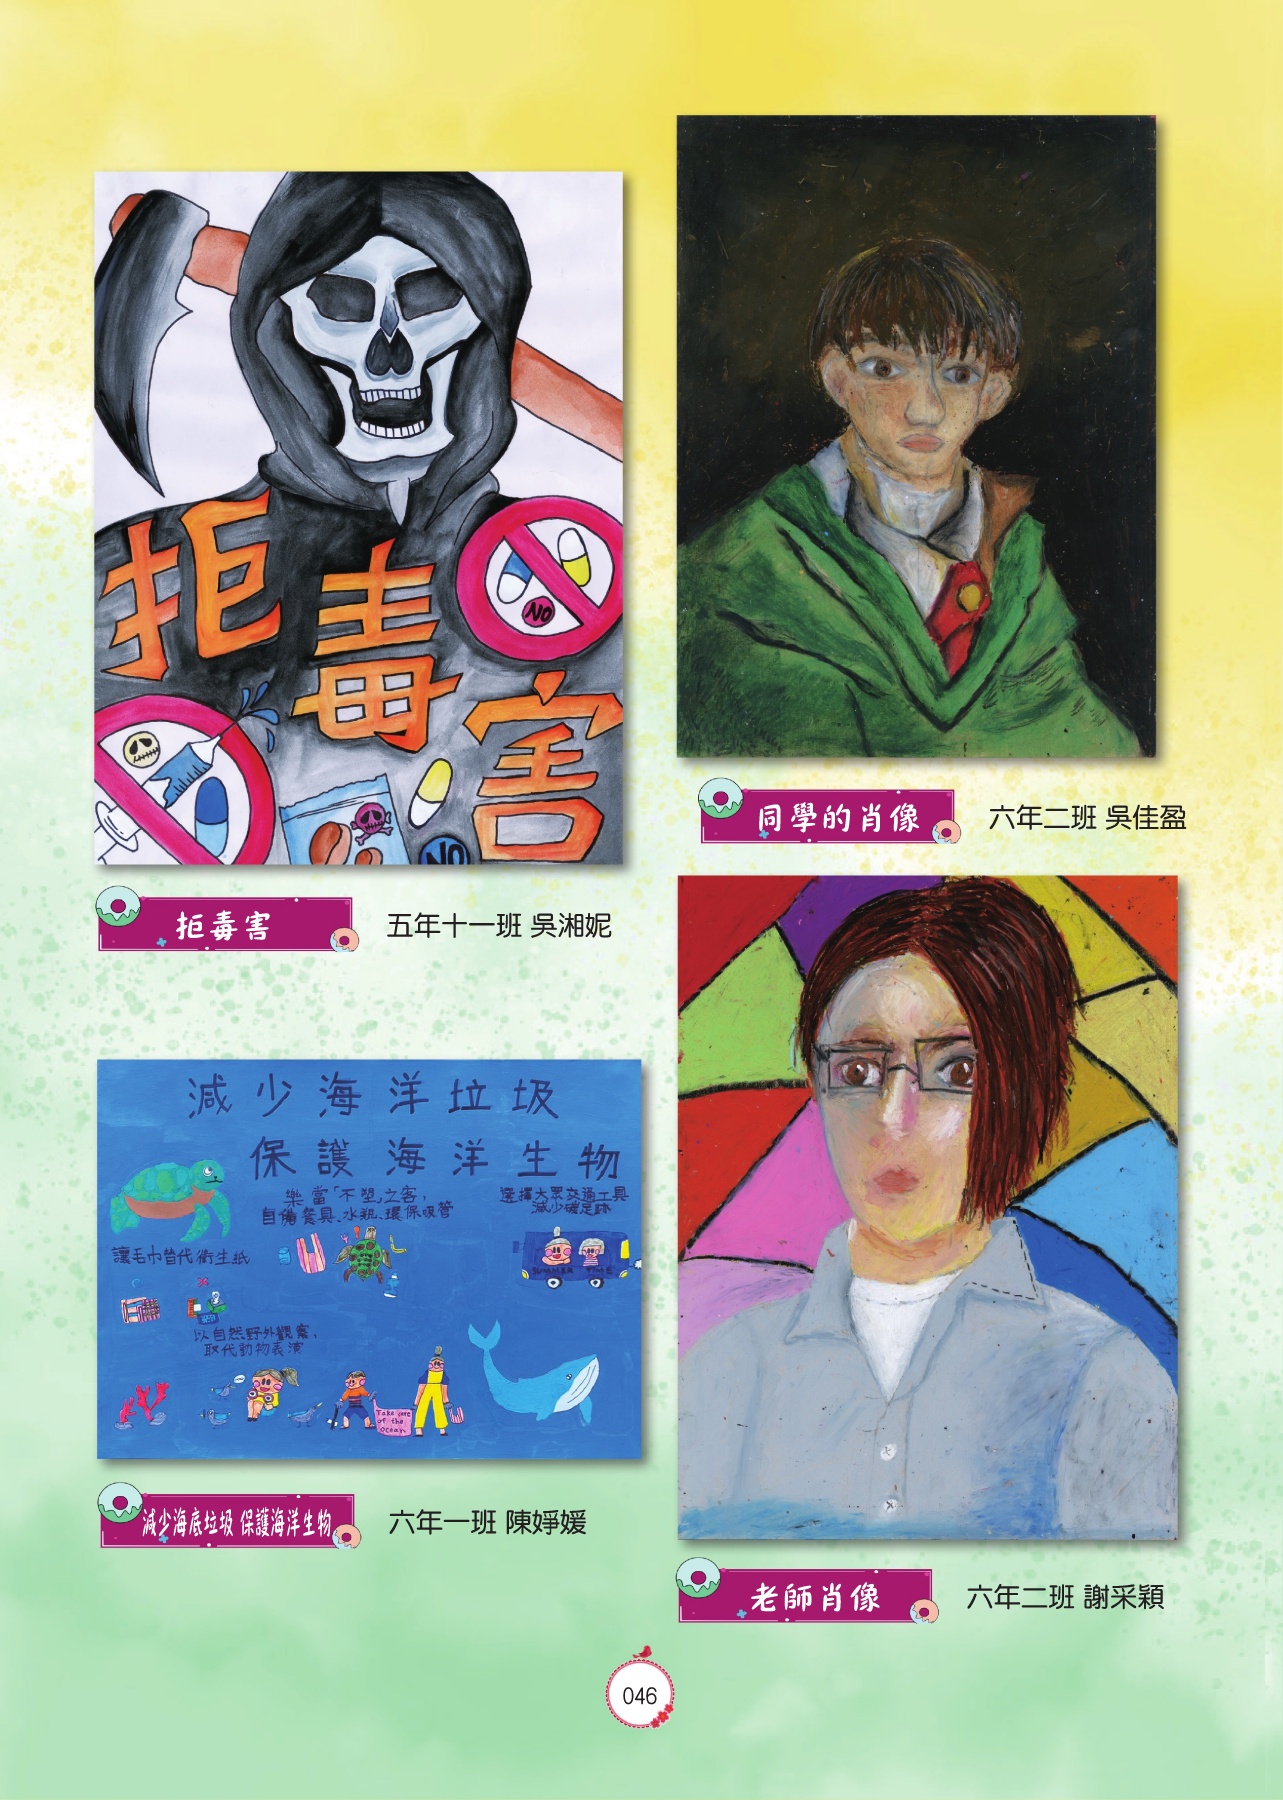 拒毒害
NO
NO
拒毒害
五年十一班 吳湘妮
同學的肖像
六年二班 吳佳盈
減少海洋垃圾
保護海洋生物
樂當「不塑」之客，
自備餐具、水瓶、環保吸管
選擇大眾交通工具
減少碳足跡
讓毛巾替代衛生紙
SUMMER TIME
以自然野外觀察，
取代動物表演
Take care
of the
ocean.
減少海底垃圾 保護海洋生物
六年一班 陳婙媛
老師肖像
六年二班 謝采穎
046